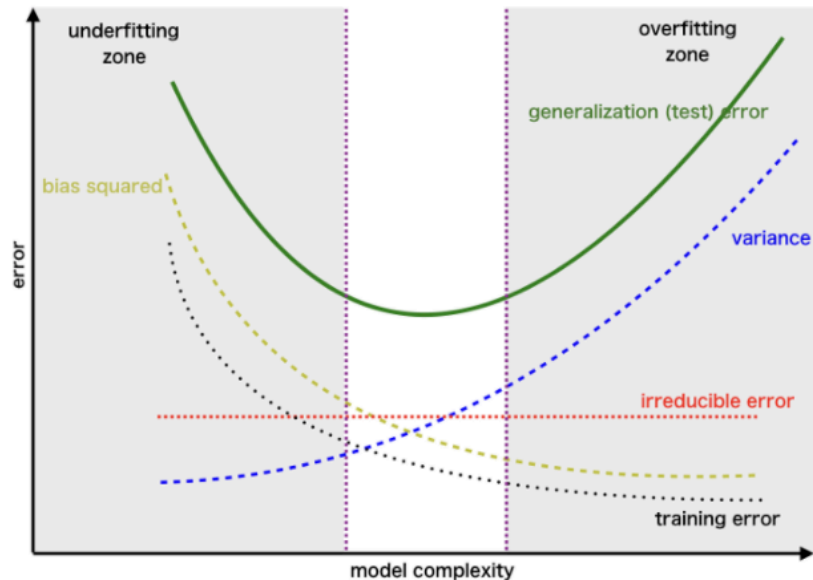 underfitting
zone
overfitting
zone
generalization (test) error
bias squared
variance
error
irreducible error
training error
model complexity